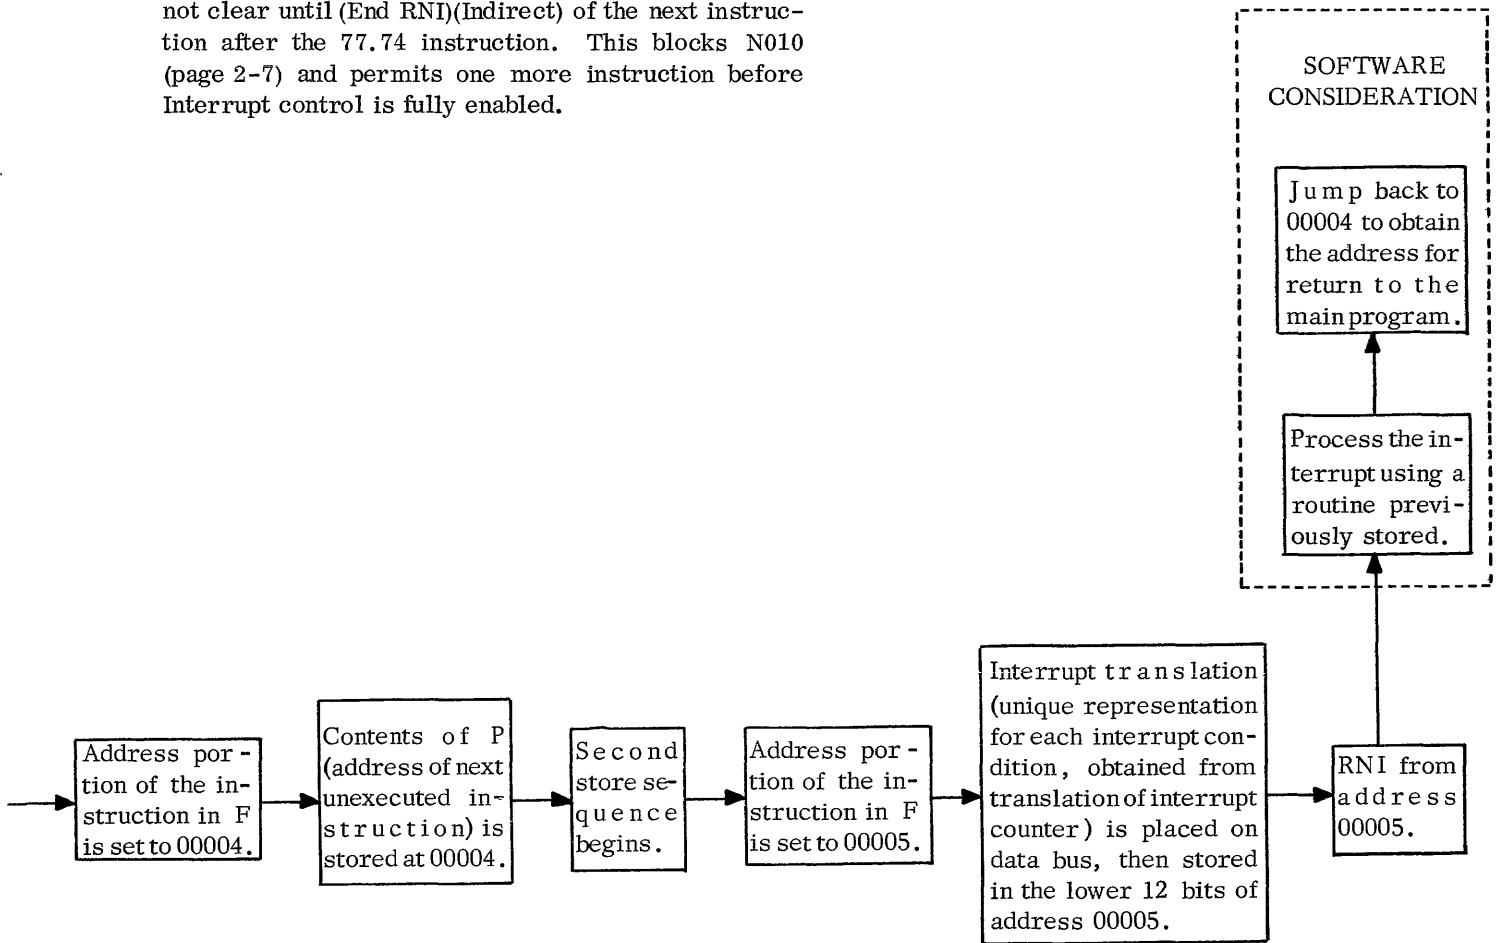 not clear until (End RNI)(Indirect) of the next instruc-
tion after the 77.74 instruction. This blocks N010
(page 2-7) and permits one more instruction before
Interrupt control is fully enabled.
SOFTWARE
CONSIDERATION
Jump back to
00004 to obtain
the address for
return to the
main program.
Process the in-
terrupt using a
routine previ-
ously stored.
Address por-
tion of the in-
struction in F
is set to 00004.
Contents of P
(address of next
unexecuted in-
struction) is
stored at 00004.
Second
store se-
quence
begins.
Address por-
tion of the in-
struction in F
is set to 00005.
Interrupt translation
(unique representation
for each interrupt con-
dition, obtained from
translation of interrupt
counter) is placed on
data bus, then stored
in the lower 12 bits of
address 00005.
RNI from
address
00005.